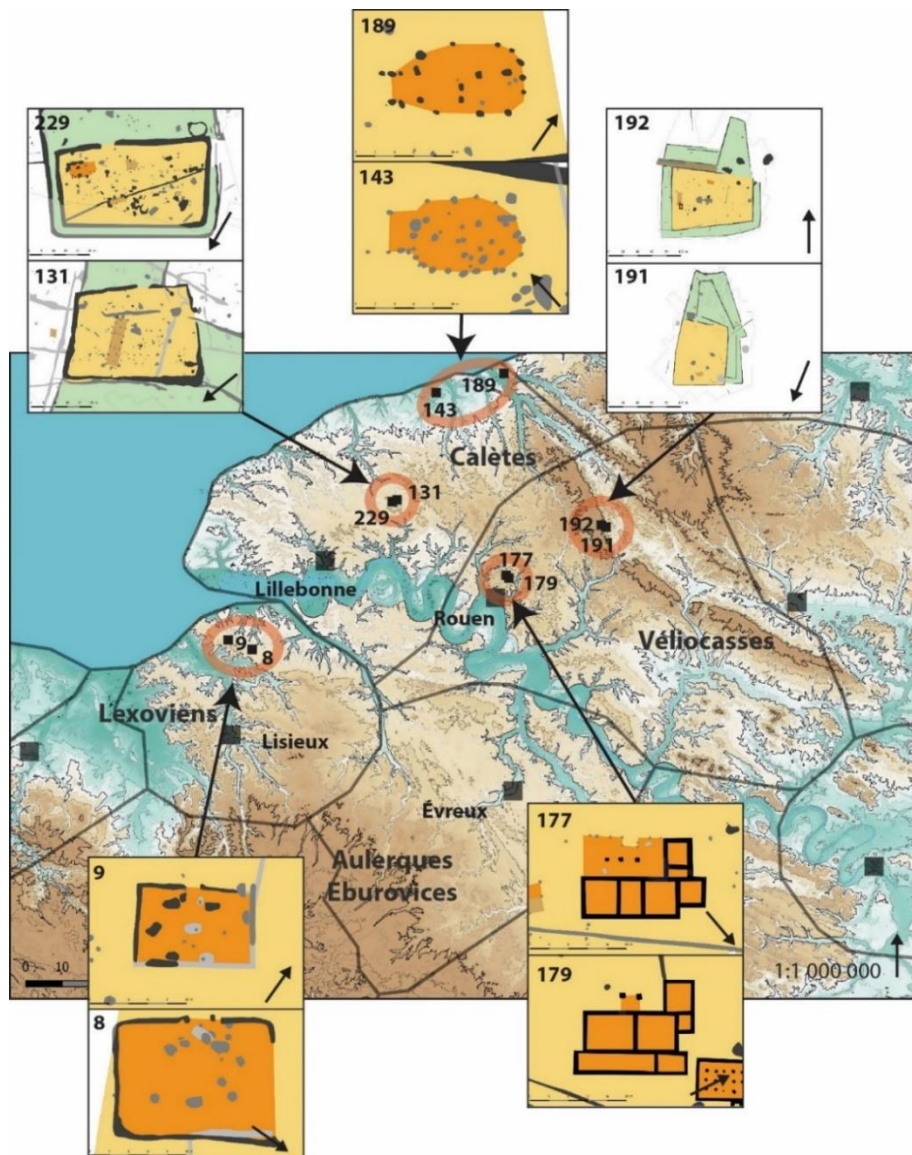 189
143
229
131
192
191
189
143
Calètes
131
229
192
191
177
179
Lillebonne
Rouen
9
8
Véliocasses
Lexoviens
Lisieux
Évreux
Aulerques
Eburovices
0 10
1:1 000 000
9
8
177
179